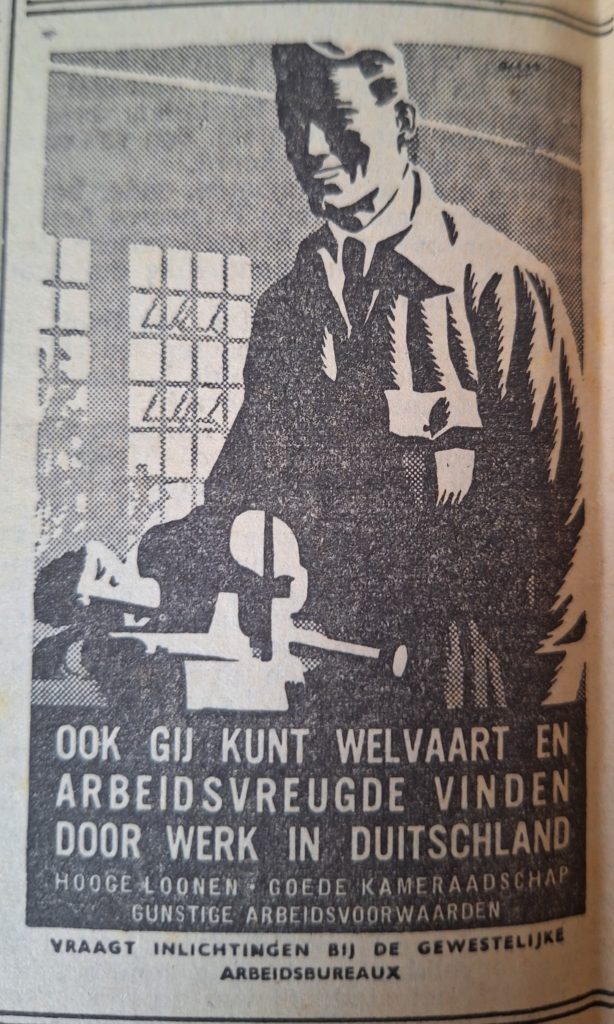 OOK GIJ KUNT WELVAART EN
ARBEIDSVREUGDE VINDEN
DOOR WERK IN DUITSCHLAND
HOOGE LOONEN · GOEDE KAMERAADSCHAP
GUNSTIGE ARBEIDSVOORWAARDEN
VRAAGT INLICHTINGEN BIJ DE GEWESTELIJKE
ARBEIDSBUREAUX